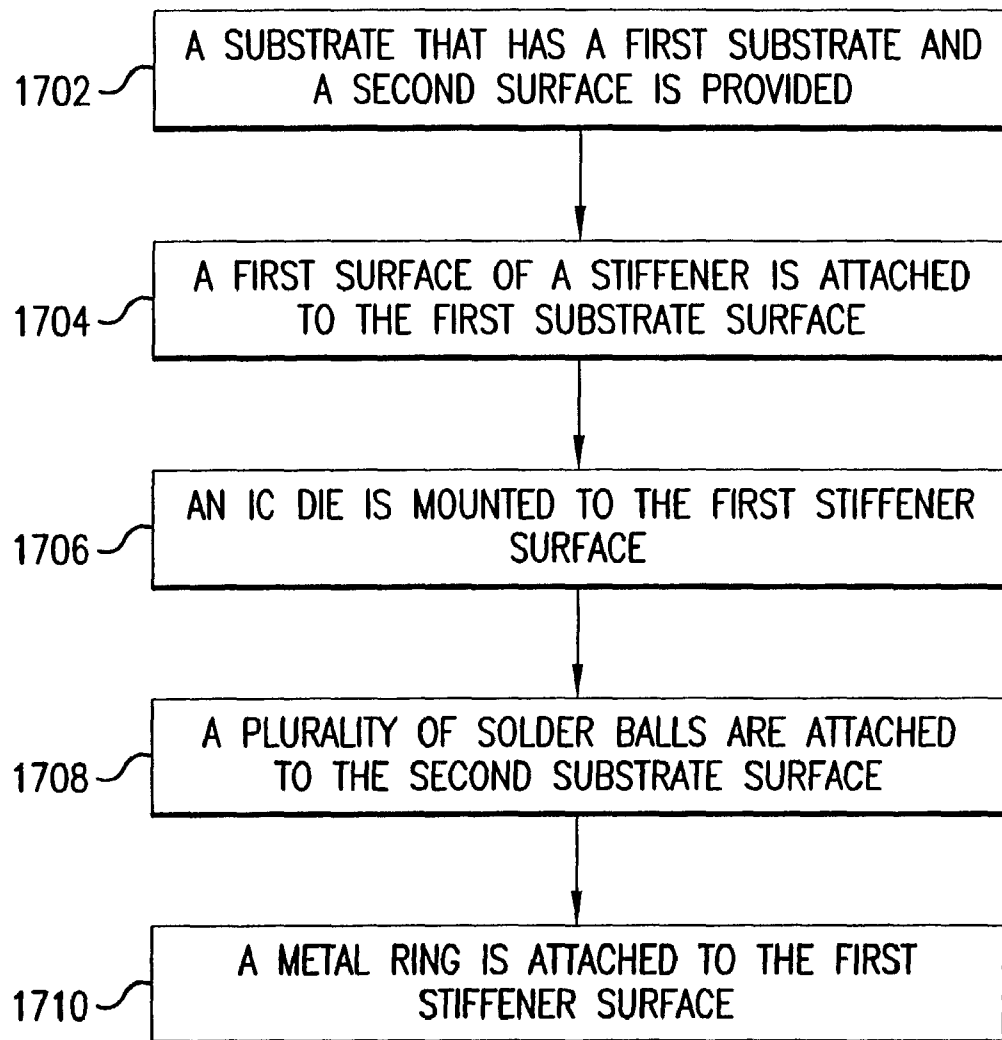 A SUBSTRATE THAT HAS A FIRST SUBSTRATE AND
1702
A SECOND SURFACE IS PROVIDED
A FIRST SURFACE OF A STIFFENER IS ATTACHED
1704
TO THE FIRST SUBSTRATE SURFACE
AN IC DIE IS MOUNTED TO THE FIRST STIFFENER
1706
SURFACE
A PLURALITY OF SOLDER BALLS ARE ATTACHED
1708
TO THE SECOND SUBSTRATE SURFACE
A METAL RING IS ATTACHED TO THE FIRST
1710
STIFFENER SURFACE